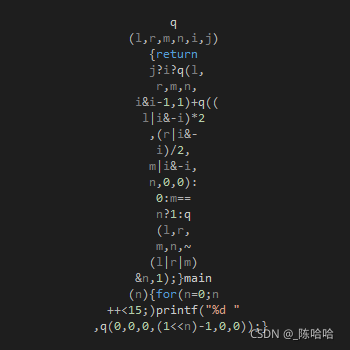 q
(l,r,m,n,i,j)
{return
j?i?q(l,
r,m,n,
i&i-1,1)+q((
l|i&-i)*2
,(r|i&-
i)/2,
m|i&-i,
n,0,0):
0:m==
n?1:q
(l,r,
m,n,~
(l|r|m)
&n,1);}main
(n){for(n=0;n
++<15;)printf("%d "
,q(0,0,0,(1<<n)-1,0,0));}
CSDN @_陈哈哈